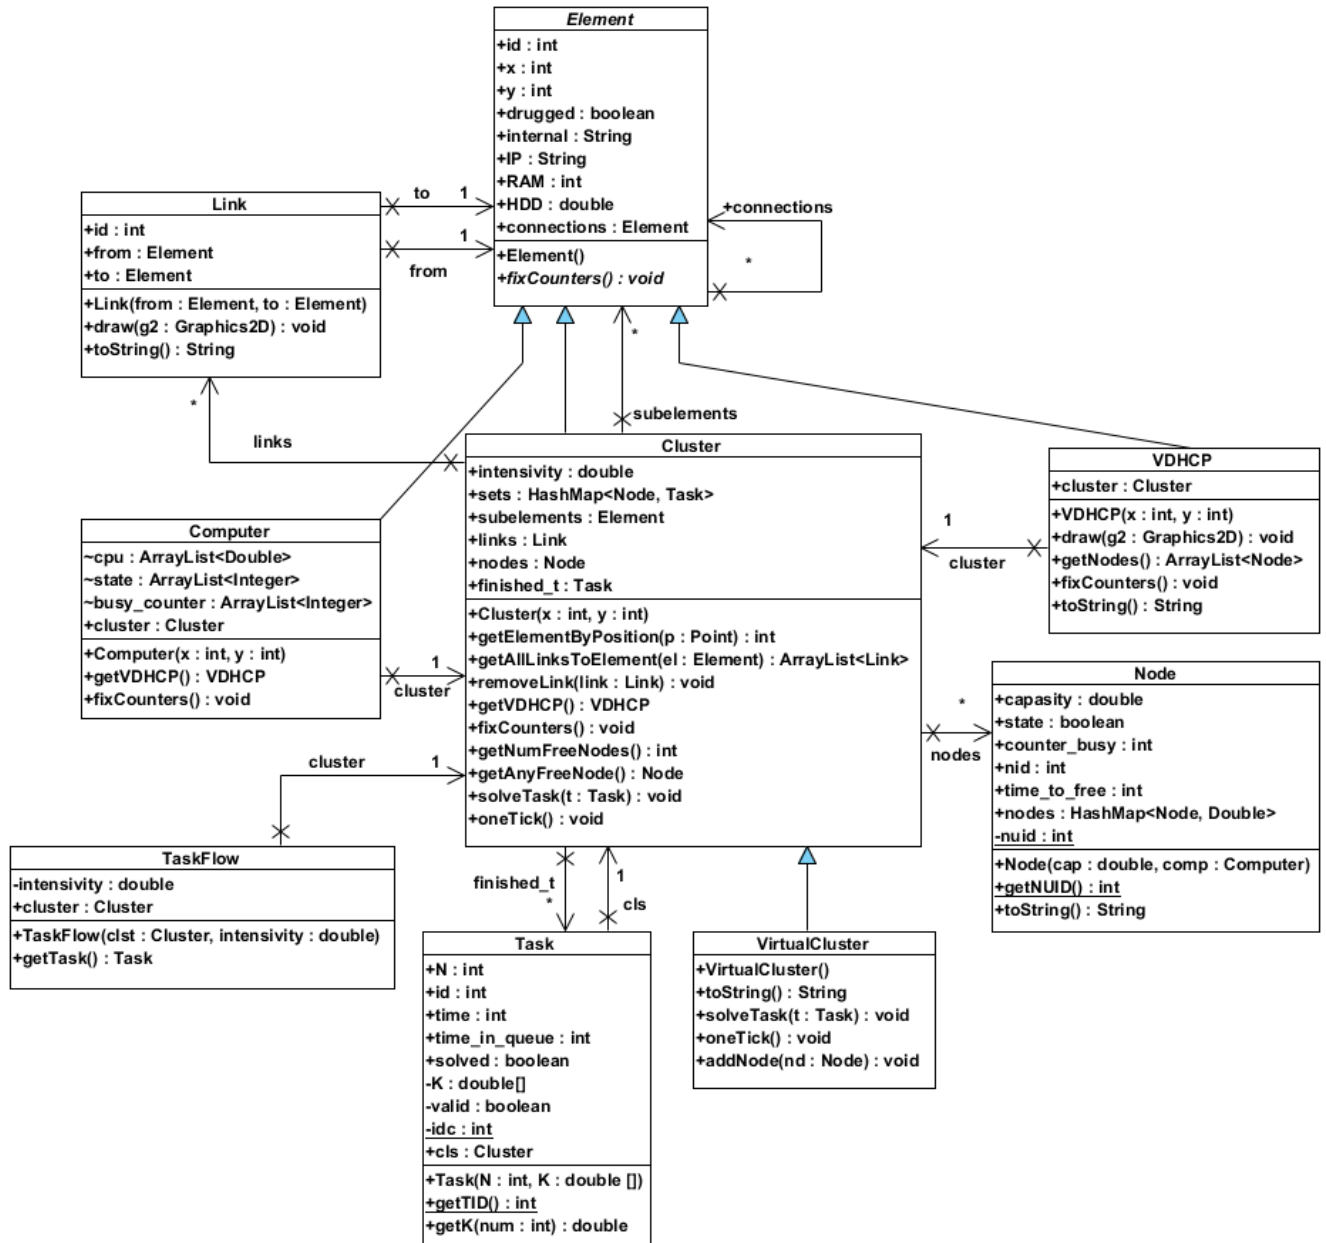 Element
+id : int
+x : int
+y : int
+drugged : boolean
+internal : String
+IP : String
+RAM : int
+HDD : double
+connections : Element
+Element()
+fixCounters() : void
+connections
*
to
1
1
from
Link
+id : int
+from : Element
+to : Element
+Link(from : Element, to : Element)
+draw(g2 : Graphics2D) : void
+toString() : String
*
links
*
subelements
Cluster
+intensivity : double
+sets : HashMap<Node, Task>
+subelements : Element
+links : Link
+nodes : Node
+finished_t : Task
+Cluster(x : int, y : int)
+getElementByPosition(p : Point) : int
+getAllLinksToElement(el : Element) : ArrayList<Link>
+removeLink(link : Link) : void
+getVDHCP() : VDHCP
+fixCounters() : void
+getNumFreeNodes() : int
+getAnyFreeNode() : Node
+solveTask(t : Task) : void
+oneTick() : void
VDHCP
+cluster : Cluster
+VDHCP(x : int, y : int)
+draw(g2 : Graphics2D) : void
+getNodes() : ArrayList<Node>
+fixCounters() : void
+toString() : String
1
cluster
Computer
~cpu : ArrayList<Double>
~state : ArrayList<Integer>
~busy_counter : ArrayList<Integer>
+cluster : Cluster
+Computer(x : int, y : int)
+getVDHCP() : VDHCP
+fixCounters() : void
1
cluster
Node
+capasity : double
+state : boolean
+counter_busy : int
+nid : int
+time_to_free : int
+nodes : HashMap<Node, Double>
-nuid : int
+Node(cap : double, comp : Computer)
+getNUID() : int
+toString() : String
*
nodes
cluster
1
TaskFlow
-intensivity : double
+cluster : Cluster
+TaskFlow(clst : Cluster, intensivity : double)
+getTask() : Task
finished_t
*
1
cls
Task
+N : int
+id : int
+time : int
+time_in_queue : int
+solved : boolean
-K : double[]
-valid : boolean
-idc : int
+cls : Cluster
+Task(N : int, K : double [])
+getTID() : int
+getK(num : int) : double
VirtualCluster
+VirtualCluster()
+toString() : String
+solveTask(t : Task) : void
+oneTick() : void
+addNode(nd : Node) : void